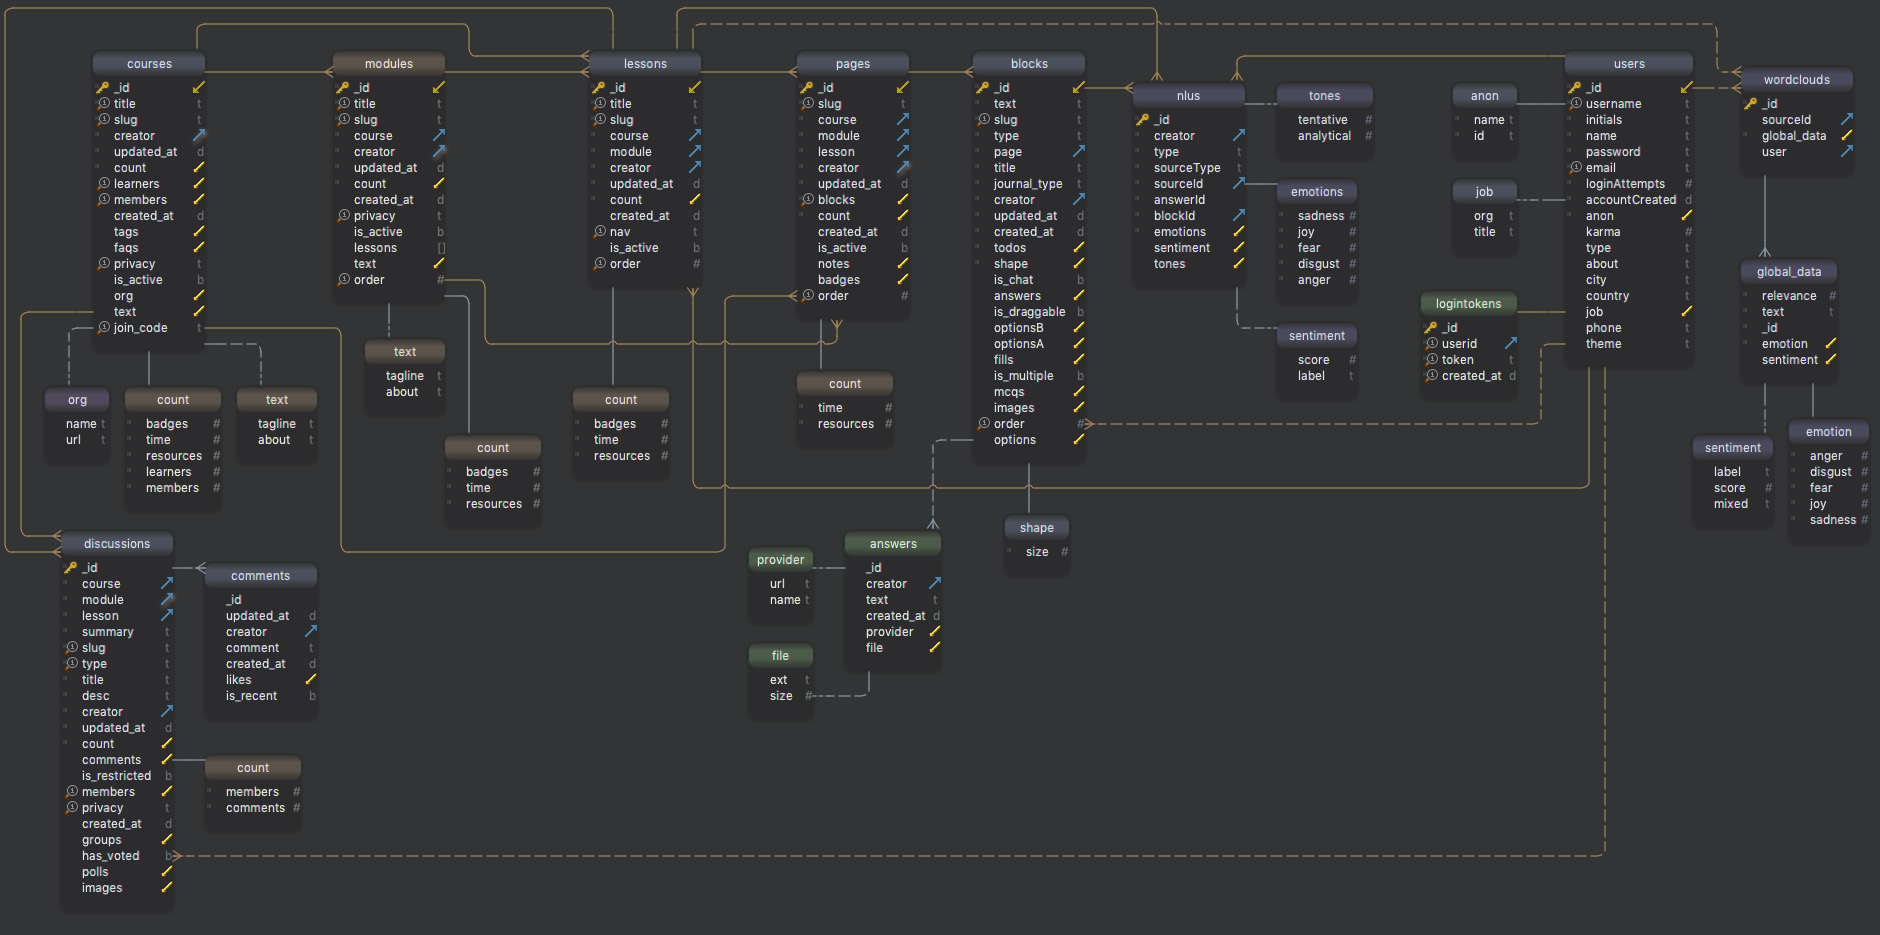 courses
_id
title t
slug t
creator
updated_at d
count
learners
members
created_at d
tags
faqs
privacy t
is_active b
org
text
join_code t
org
name t
url t
count
badges #
time #
resources #
learners #
members #
text
tagline t
about t
modules
_id
title t
slug t
course
creator
updated_at d
count
created_at d
privacy t
is_active b
lessons []
text
order #
text
tagline t
about t
count
badges #
time #
resources #
lessons
_id
title t
slug t
course
module
creator
updated_at d
count
created_at d
nav t
is_active b
order #
count
badges #
time #
resources #
pages
_id
slug t
course
module
lesson
creator
updated_at d
blocks
count
created_at d
is_active b
notes
badges
order #
count
time #
resources #
blocks
_id
text t
slug t
type t
page
title t
journal_type t
creator
updated_at d
created_at d
todos
shape
is_chat b
answers
is_draggable b
optionsB
optionsA
fills
is_multiple b
mcqs
images
order #
options
shape
size #
nlus
_id
creator
type t
sourceType t
sourceId
answerId
blockId
emotions
sentiment
tones
tones
tentative #
analytical #
emotions
sadness #
joy #
fear #
disgust #
anger #
sentiment
score #
label t
anon
name t
id t
job
org t
title t
logintokens
_id
userid
token t
created_at d
users
_id
username t
initials t
name t
password t
email t
loginAttempts #
accountCreated d
anon
karma #
type t
about t
city t
country t
job
phone t
theme t
wordclouds
_id
sourceId
global_data
user
global_data
relevance #
text t
_id
emotion
sentiment
sentiment
label t
score #
mixed t
emotion
anger #
disgust #
fear #
joy #
sadness #
discussions
_id
course
module
lesson
summary t
slug t
type t
title t
desc t
creator
updated_at d
count
comments
is_restricted b
members
privacy t
created_at d
groups
has_voted b
polls
images
comments
_id
updated_at d
creator
comment t
created_at d
likes
is_recent b
count
members #
comments #
provider
url t
name t
file
ext t
size #
answers
_id
creator
text t
created_at d
provider
file